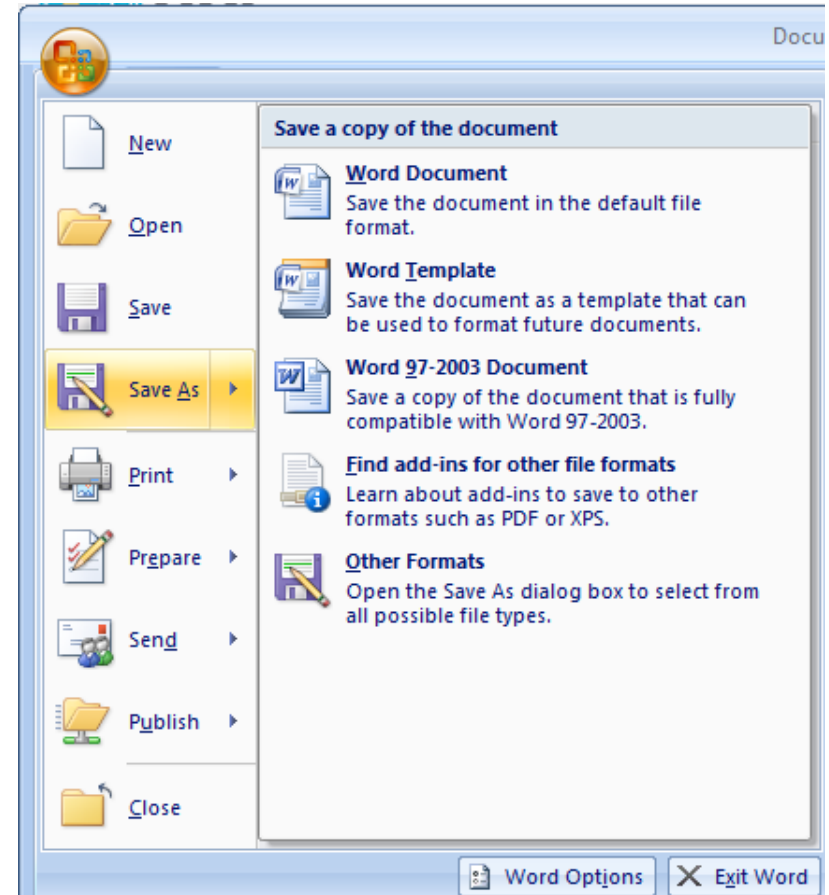 Docu
New
Open
Save
Save As
Print
Prepare
Send
Publish
Close
Save a copy of the document
Word Document
Save the document in the default file
format.
Word Template
Save the document as a template that can
be used to format future documents.
Word 97-2003 Document
Save a copy of the document that is fully
compatible with Word 97-2003.
Find add-ins for other file formats
Learn about add-ins to save to other
formats such as PDF or XPS.
Other Formats
Open the Save As dialog box to select from
all possible file types.
Word Options
Exit Word